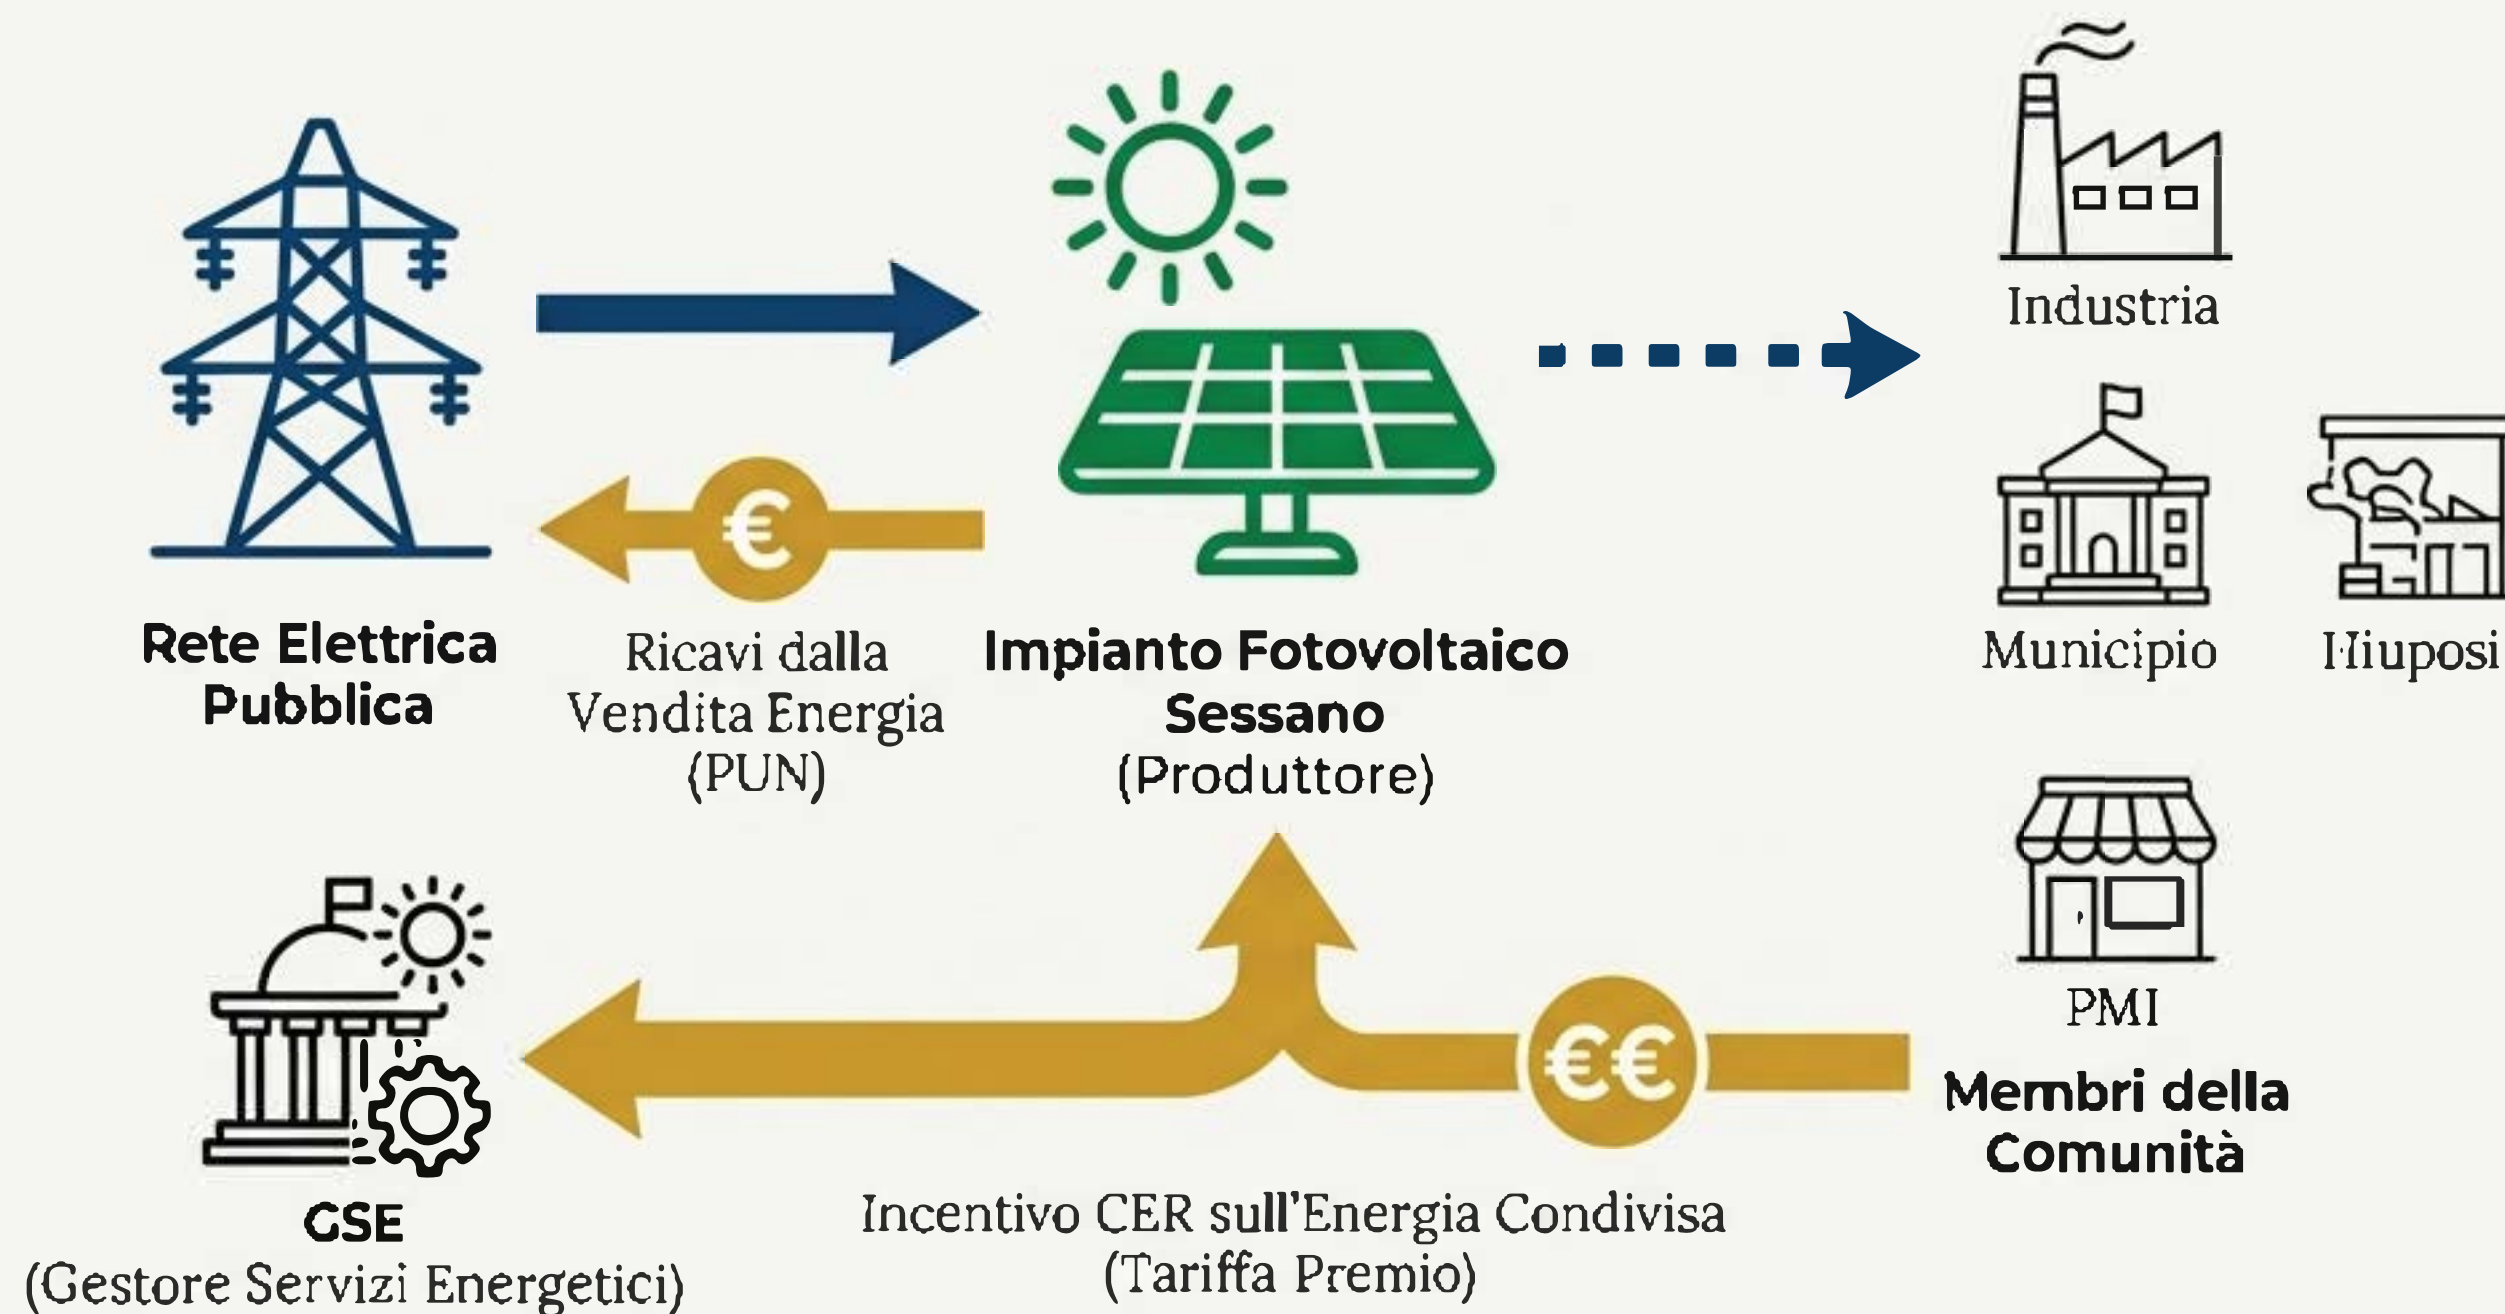 Industria
€
Rete Elettrica
Pubblica
Ricavi dalla
Vendita Energia
(PUN)
Impianto Fotovoltaico
Sessano
(Produttore)
Municipio
PMI
€€
Membri della
Comunità
GSE
(Gestore Servizi Energetici)
Incentivo CER sull'Energia Condivisa
(Tariffa Premio)